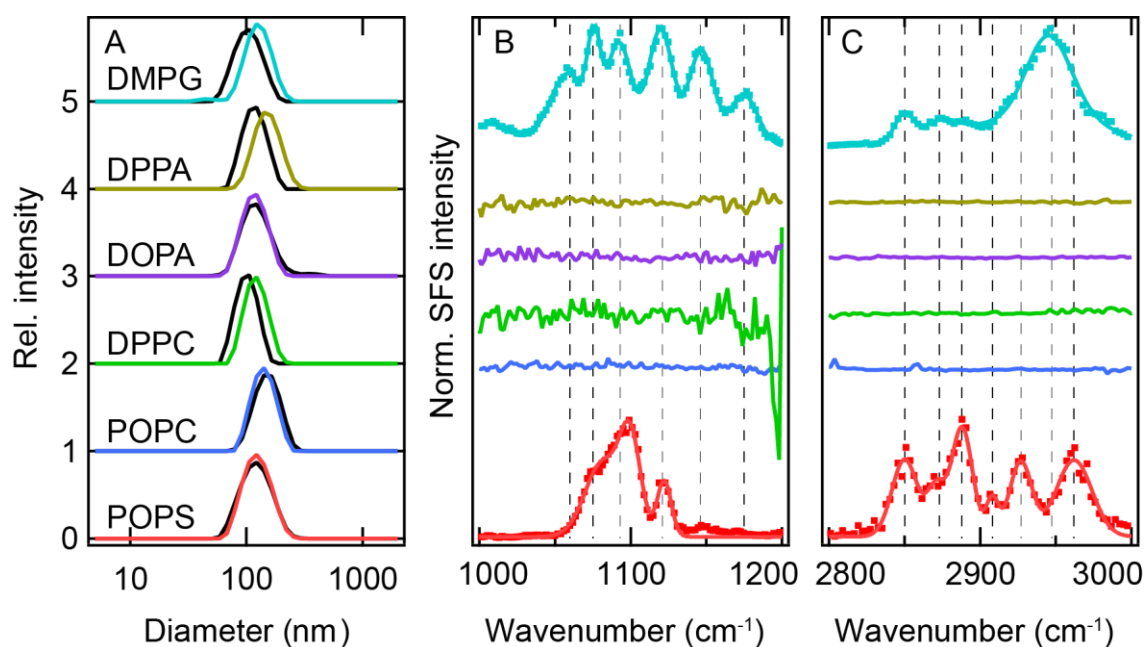 A
DMPG
5
DPPA
4
DOPA
3
DPPC
2
POPC
1
POPS
0
10 100 1000
Rel. intensity
Diameter (nm)
B
Norm. SFS intensity
1000 1100 1200
Wavenumber (cm⁻¹)
C
2800 2900 3000
Wavenumber (cm⁻¹)